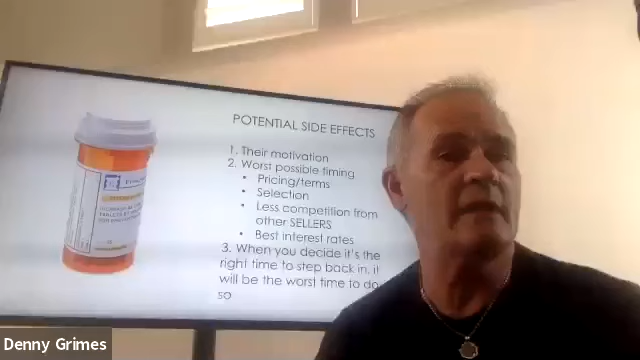 POTENTIAL SIDE EFFECTS
1. Their motivation
2. Worst possible timing
• Pricing/terms
• Selection
• Less competition from
other SELLERS
• Best interest rates
3. When you decide it's the
right time to step back in, it
will be the worst time to do
so
Denny Grimes